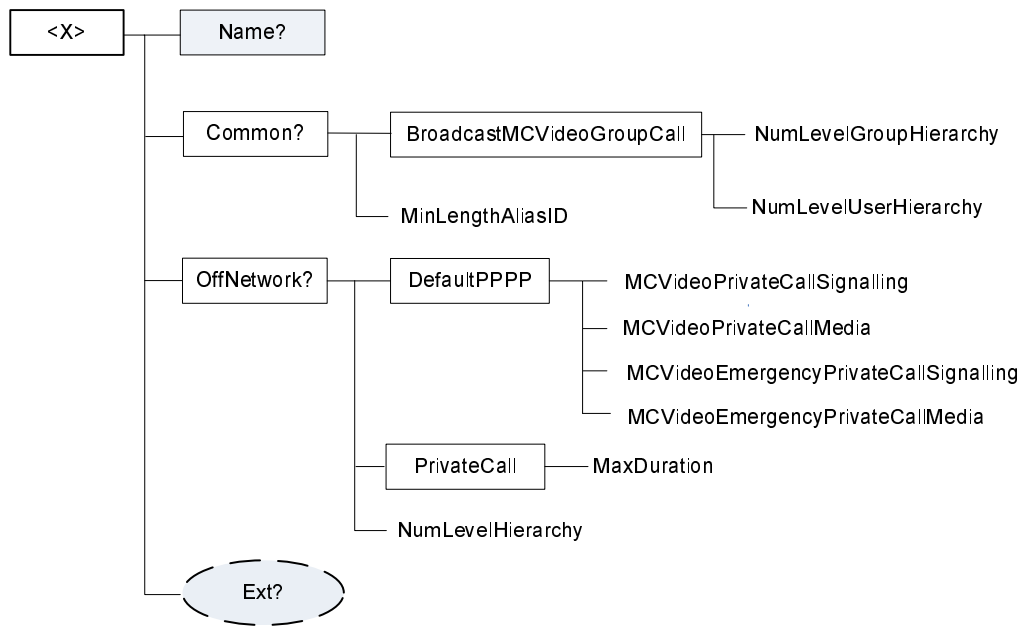 <X>
Name?
Common?
BroadcastMCVideoGroupCall
NumLevelGroupHierarchy
NumLevelUserHierarchy
MinLengthAliasID
OffNetwork?
DefaultPPPP
MCVideoPrivateCallSignalling
MCVideoPrivateCallMedia
MCVideoEmergencyPrivateCallSignalling
MCVideoEmergencyPrivateCallMedia
PrivateCall
MaxDuration
NumLevelHierarchy
Ext?